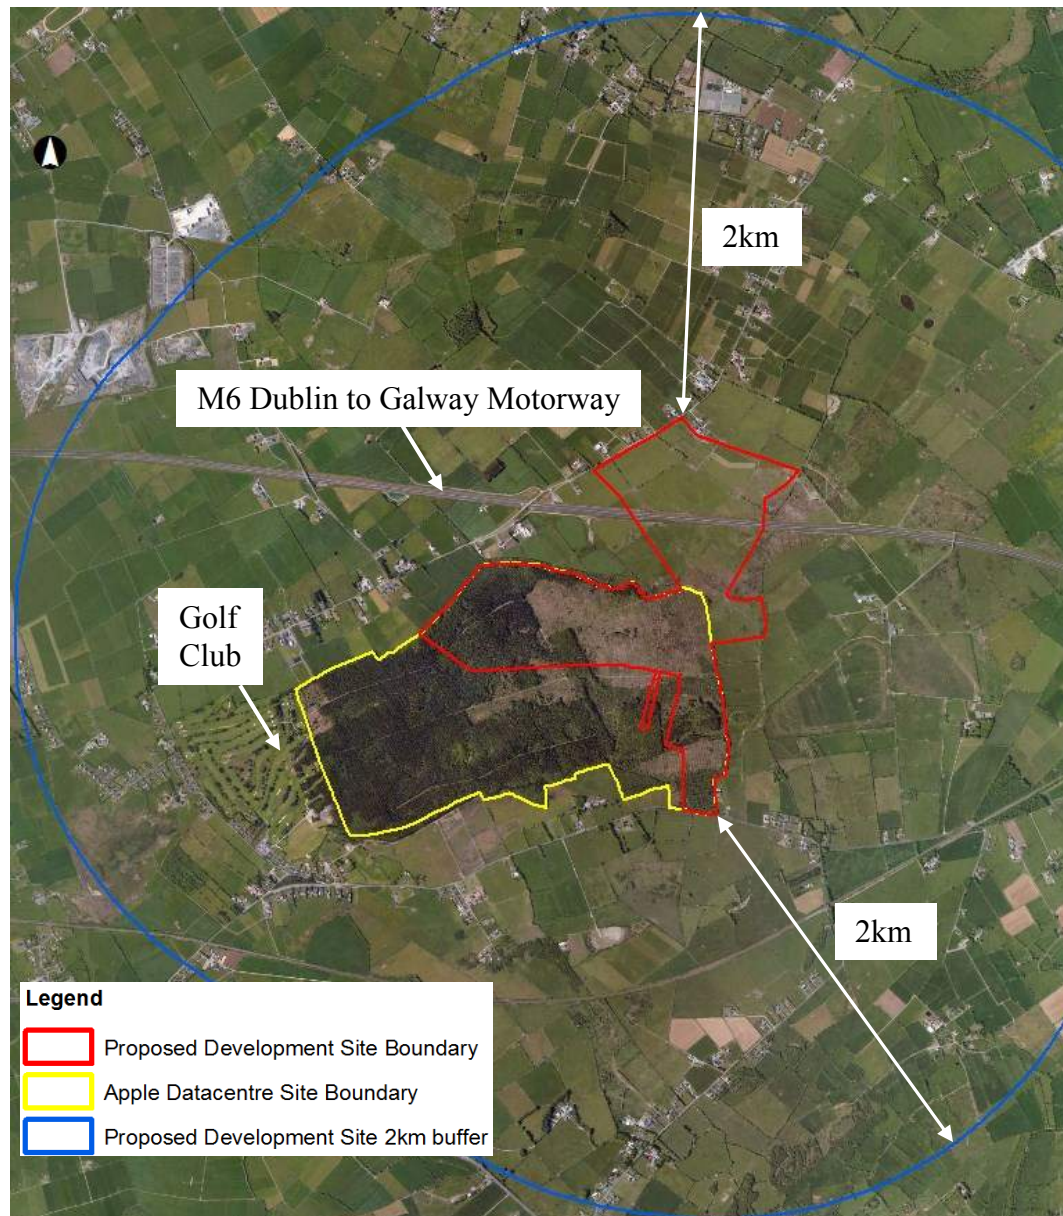 2km
M6 Dublin to Galway Motorway
Golf
Club
2km
Legend
Proposed Development Site Boundary
Apple Datacentre Site Boundary
Proposed Development Site 2km buffer